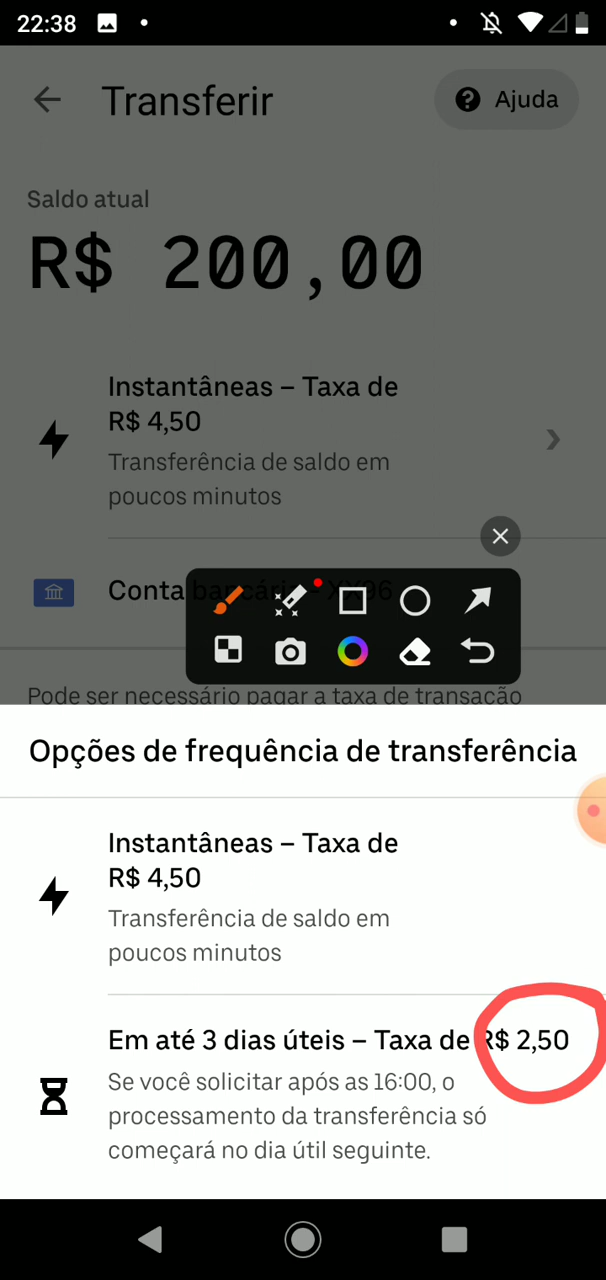 22:38
Transferir
Ajuda
Saldo atual
R$ 200,00
Instantâneas – Taxa de
R$ 4,50
Transferência de saldo em
poucos minutos
Conta bancária - XX96
Pode ser necessário pagar a taxa de transação
Opções de frequência de transferência
Instantâneas – Taxa de
R$ 4,50
Transferência de saldo em
poucos minutos
Em até 3 dias úteis – Taxa de R$ 2,50
Se você solicitar após as 16:00, o
processamento da transferência só
começará no dia útil seguinte.